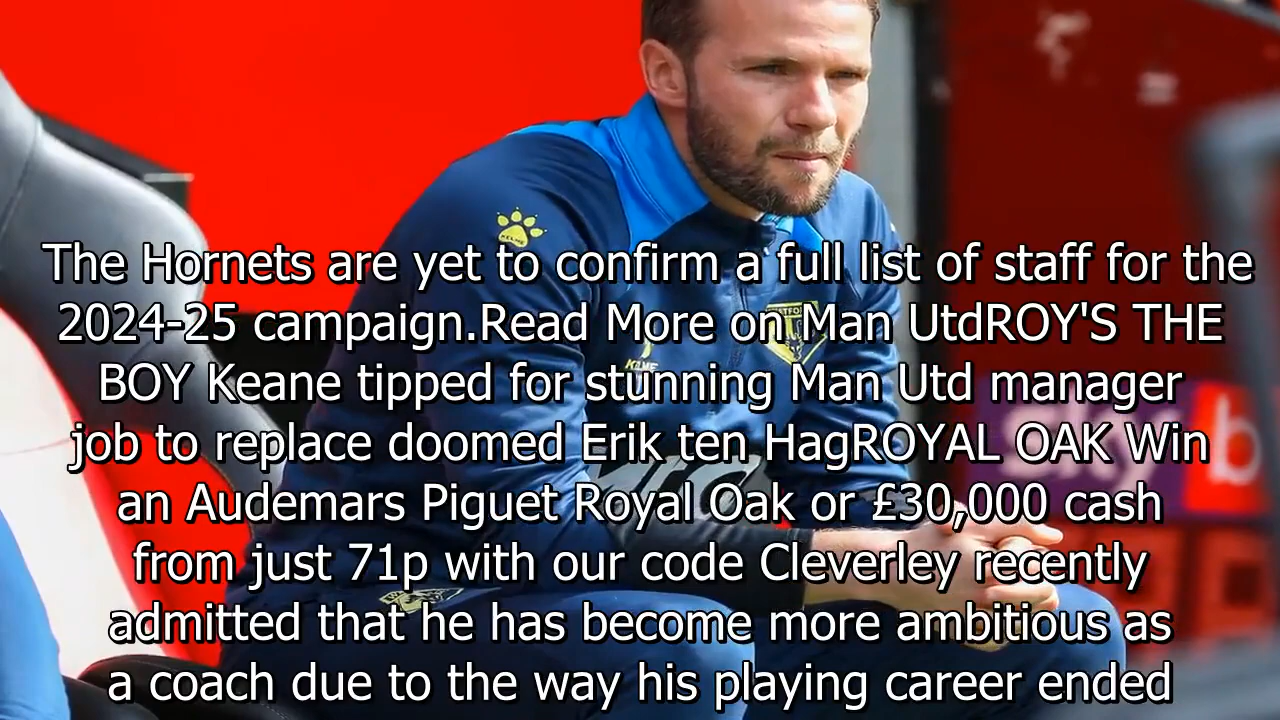 The Hornets are yet to confirm a full list of staff for the
2024-25 campaign.Read More on Man UtdROY'S THE
BOY Keane tipped for stunning Man Utd manager
job to replace doomed Erik ten HagROYAL OAK Win
an Audemars Piguet Royal Oak or £30,000 cash
from just 71p with our code Cleverley recently
admitted that he has become more ambitious as
a coach due to the way his playing career ended
KELME
KELME
sky b